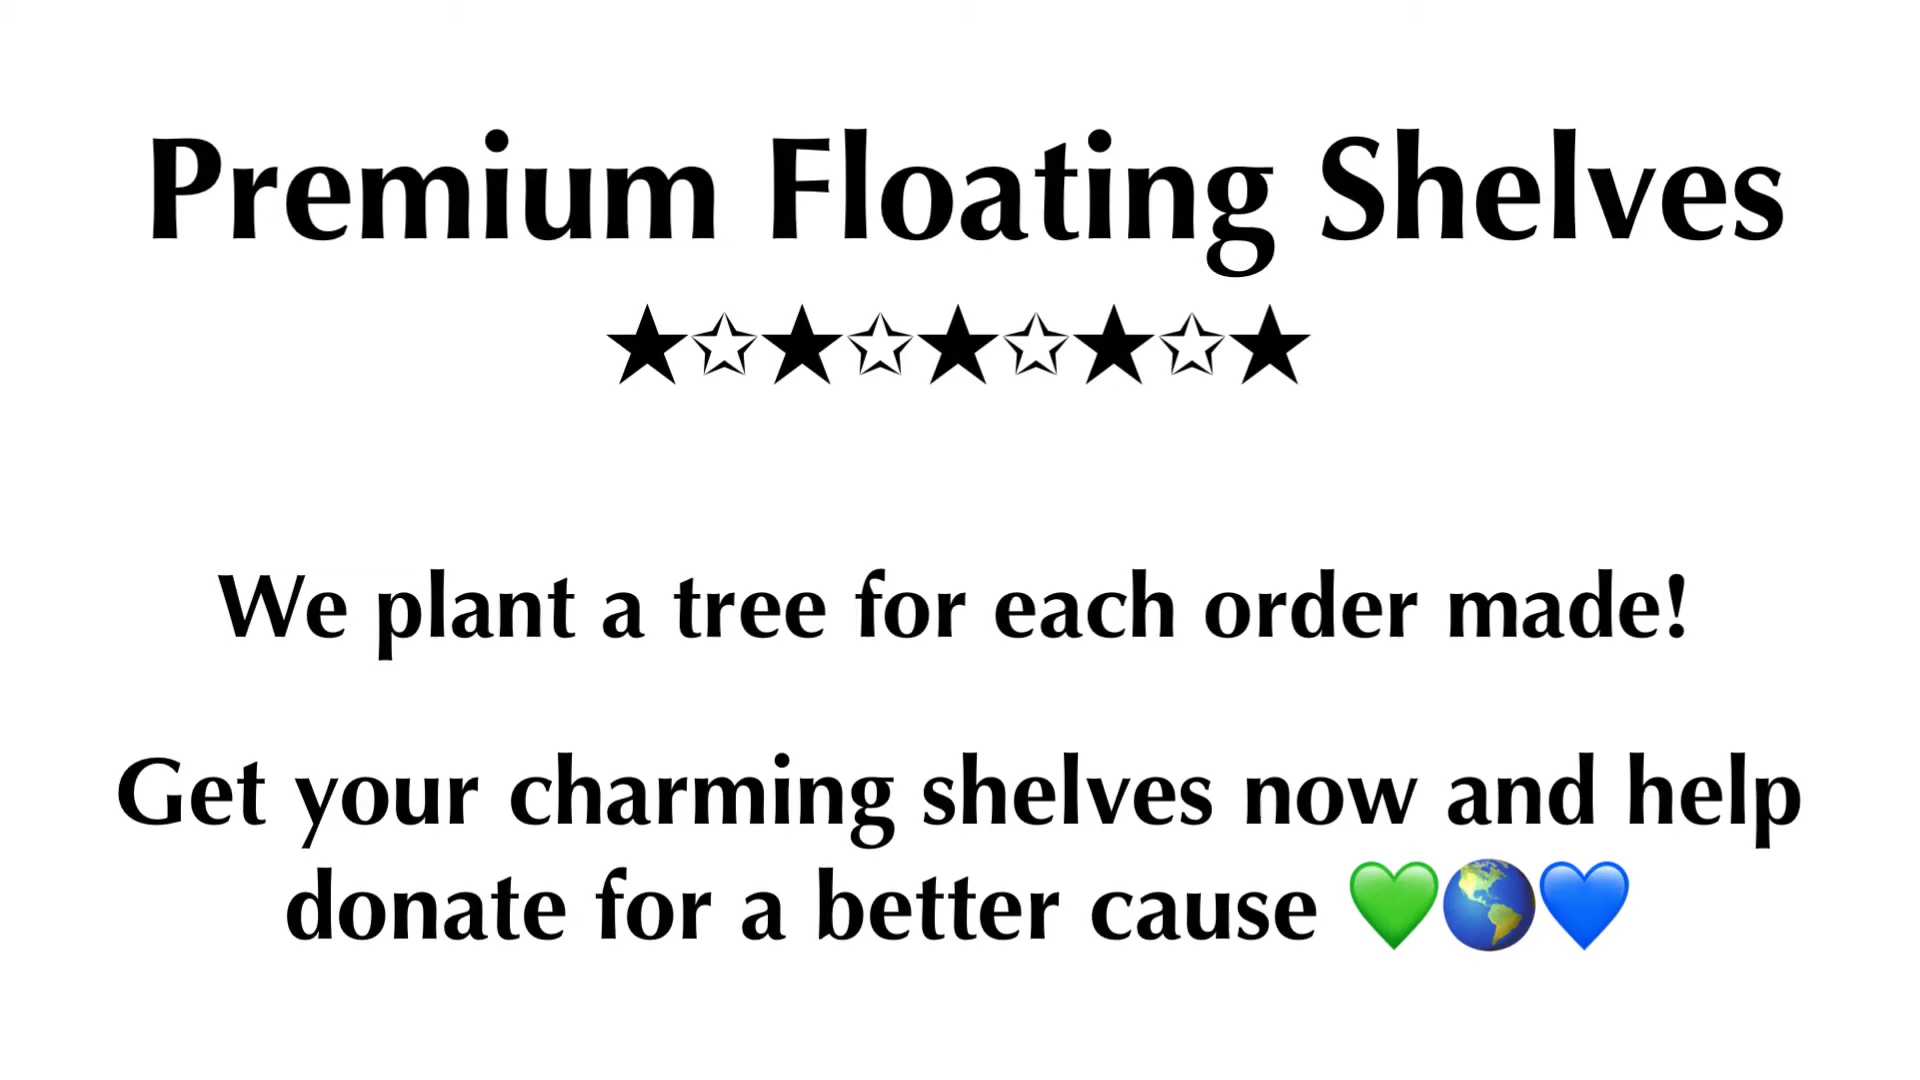 Premium Floating Shelves
★✩★✩★✩★✩★
We plant a tree for each order made!
Get your charming shelves now and help
donate for a better cause 💚🌎💙